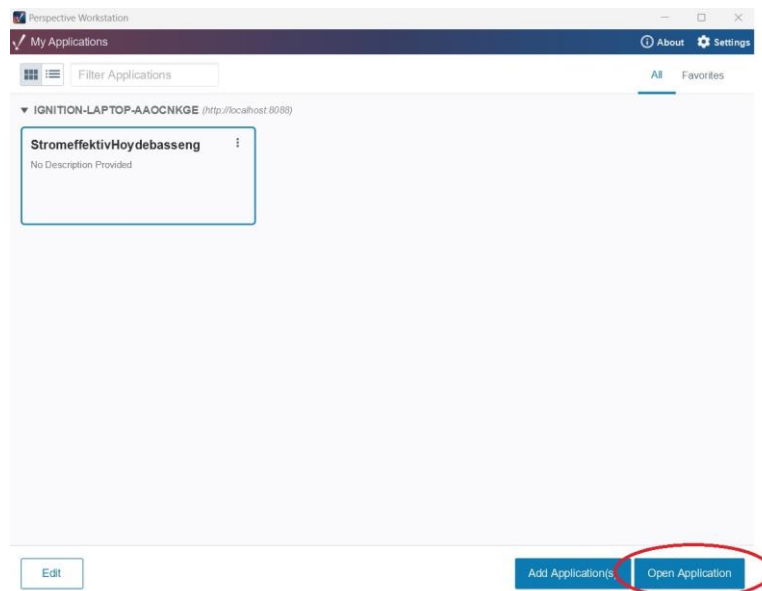 Perspective Workstation
My Applications
About Settings
Filter Applications
All Favorites
IGNITION-LAPTOP-AAOCNKGE (http://localhost:8088)
StromeffektivHoydebasseng
No Description Provided
Edit Add Application(s) Open Application